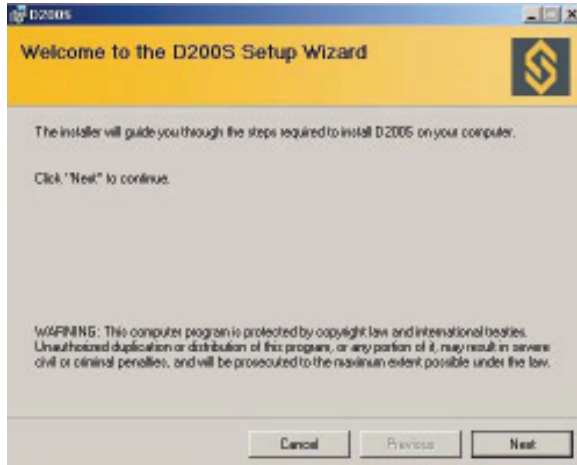 D200S
Welcome to the D200S Setup Wizard
The installer will guide you through the steps required to install D200S on your computer.
Click "Next" to continue.
WARNING: This computer program is protected by copyright law and international treaties.
Unauthorized duplication or distribution of this program, or any portion of it, may result in severe
civil or criminal penalties, and will be prosecuted to the maximum extent possible under the law.
Cancel
Previous
Next